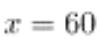 x = 60